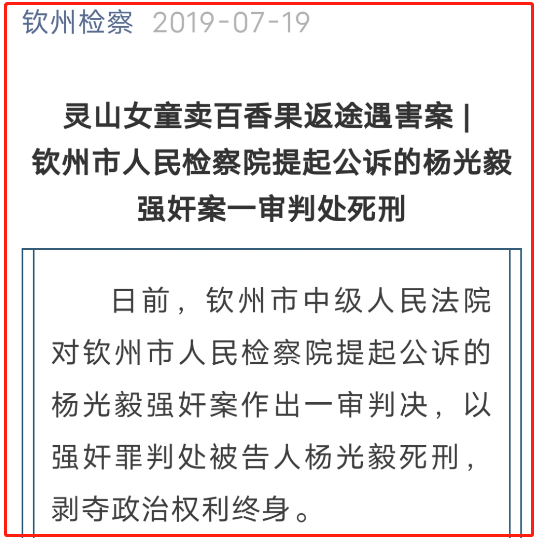 钦州检察 2019-07-19
灵山女童卖百香果返途遇害案 |
钦州市人民检察院提起公诉的杨光毅
强奸案一审判处死刑
日前，钦州市中级人民法院
对钦州市人民检察院提起公诉的
杨光毅强奸案作出一审判决，以
强奸罪判处被告人杨光毅死刑，
剥夺政治权利终身。